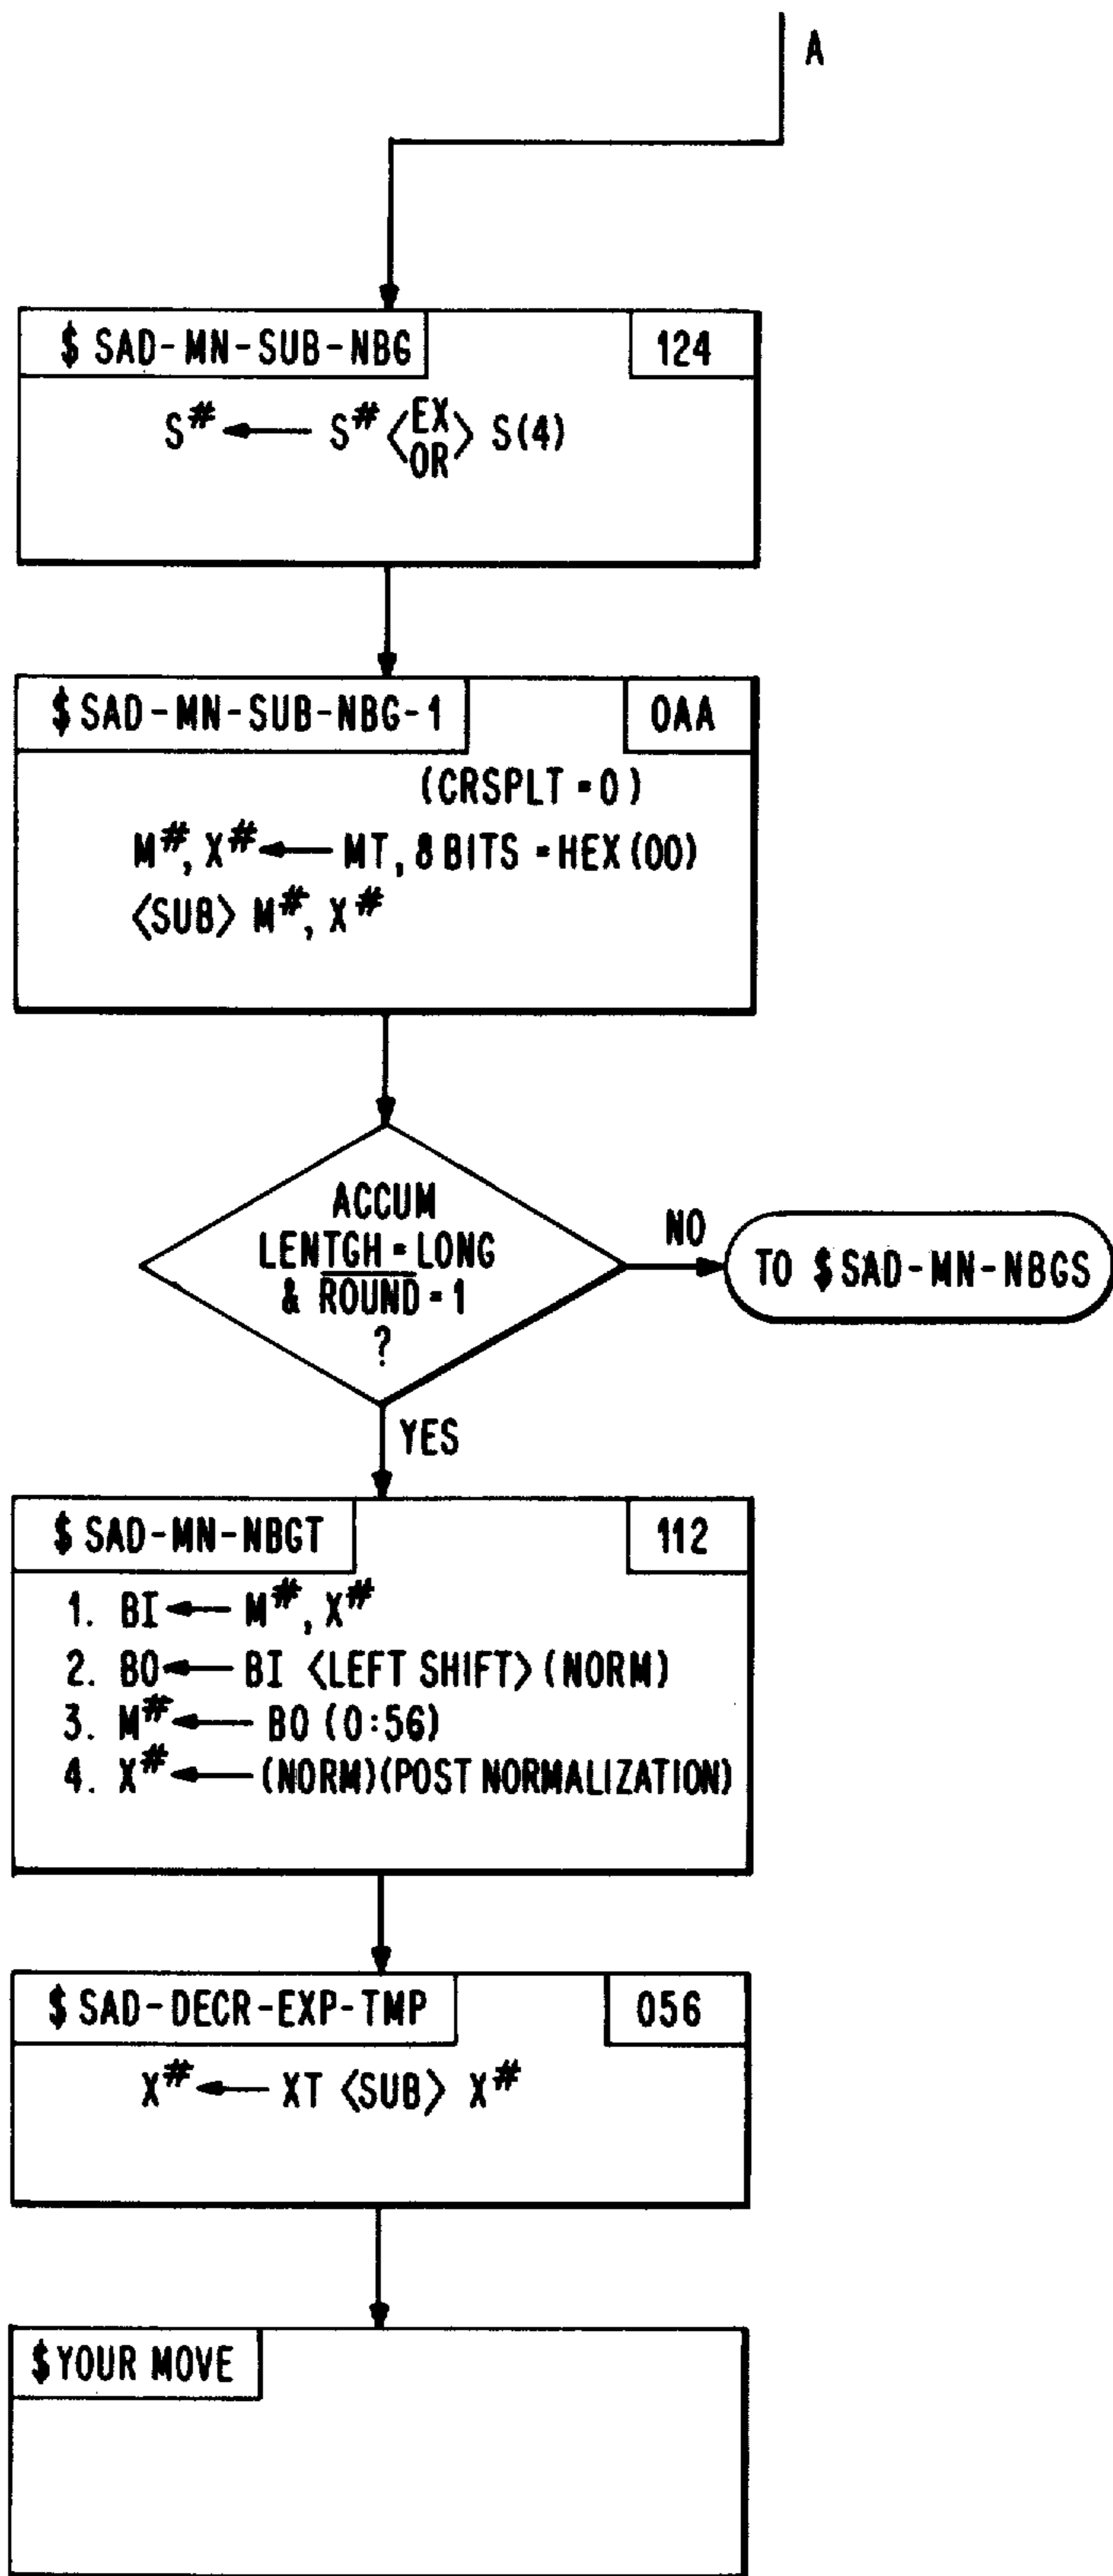 A
$ SAD-MN-SUB-NBG 124
S# ← S# ⟨EX OR⟩ S(4)
$ SAD-MN-SUB-NBG-1 0AA
(CRSPLT = 0)
M#, X# ← MT, 8 BITS = HEX (00)
⟨SUB⟩ M#, X#
ACCUM
LENTGH = LONG
& R̅O̅U̅N̅D̅ = 1
?
NO
TO $ SAD-MN-NBGS
YES
$ SAD-MN-NBGT 112
1. BI ← M#, X#
2. BO ← BI ⟨LEFT SHIFT⟩ (NORM)
3. M# ← BO (0:56)
4. X# ← (NORM)(POST NORMALIZATION)
$ SAD-DECR-EXP-TMP 056
X# ← XT ⟨SUB⟩ X#
$ YOUR MOVE